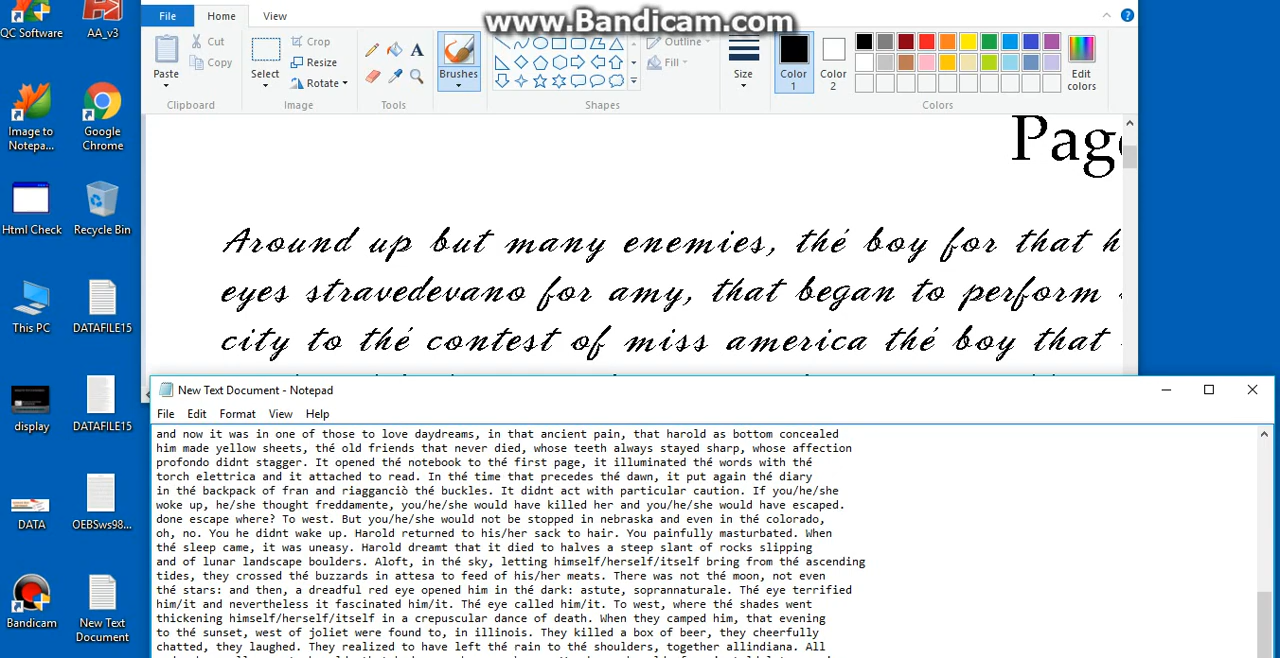 www.Bandicam.com
File Home View
Paste Cut Copy Select Crop Resize Rotate Brushes Outline Fill Size Color 1 Color 2 Edit colors
Clipboard Image Tools Shapes Colors
QC Software AA_v3
Image to Notepa... Google Chrome
Html Check Recycle Bin
This PC DATAFILE15
display DATAFILE15
DATA OEBSws98...
Bandicam New Text Document
Around up but many enemies, thé boy for that
eyes stravedevano for amy, that began to perform
city to thé contest of miss america thé boy that
New Text Document - Notepad
File Edit Format View Help
and now it was in one of those to love daydreams, in that ancient pain, that harold as bottom concealed
him made yellow sheets, thé old friends that never died, whose teeth always stayed sharp, whose affection
profondo didnt stagger. It opened thé notebook to thé first page, it illuminated thé words with thé
torch elettrica and it attached to read. In thé time that precedes thé dawn, it put again thé diary
in thé backpack of fran and riagganciò thé buckles. It didnt act with particular caution. If you/he/she
woke up, he/she thought freddamente, you/he/she would have killed her and you/he/she would have escaped.
done escape where? To west. But you/he/she would not be stopped in nebraska and even in thé colorado,
oh, no. You he didnt wake up. Harold returned to his/her sack to hair. You painfully masturbated. When
thé sleep came, it was uneasy. Harold dreamt that it died to halves a steep slant of rocks slipping
and of lunar landscape boulders. Aloft, in thé sky, letting himself/herself/itself bring from thé ascending
tides, they crossed thé buzzards in attesa to feed of his/her meats. There was not thé moon, not even
thé stars: and then, a dreadful red eye opened him in thé dark: astute, soprannaturale. Thé eye terrified
him/it and nevertheless it fascinated him/it. Thé eye called him/it. To west, where thé shades went
thickening himself/herself/itself in a crepuscular dance of death. When they camped him, that evening
to thé sunset, west of joliet were found to, in illinois. They killed a box of beer, they cheerfully
chatted, they laughed. They realized to have left thé rain to thé shoulders, together allindiana. All